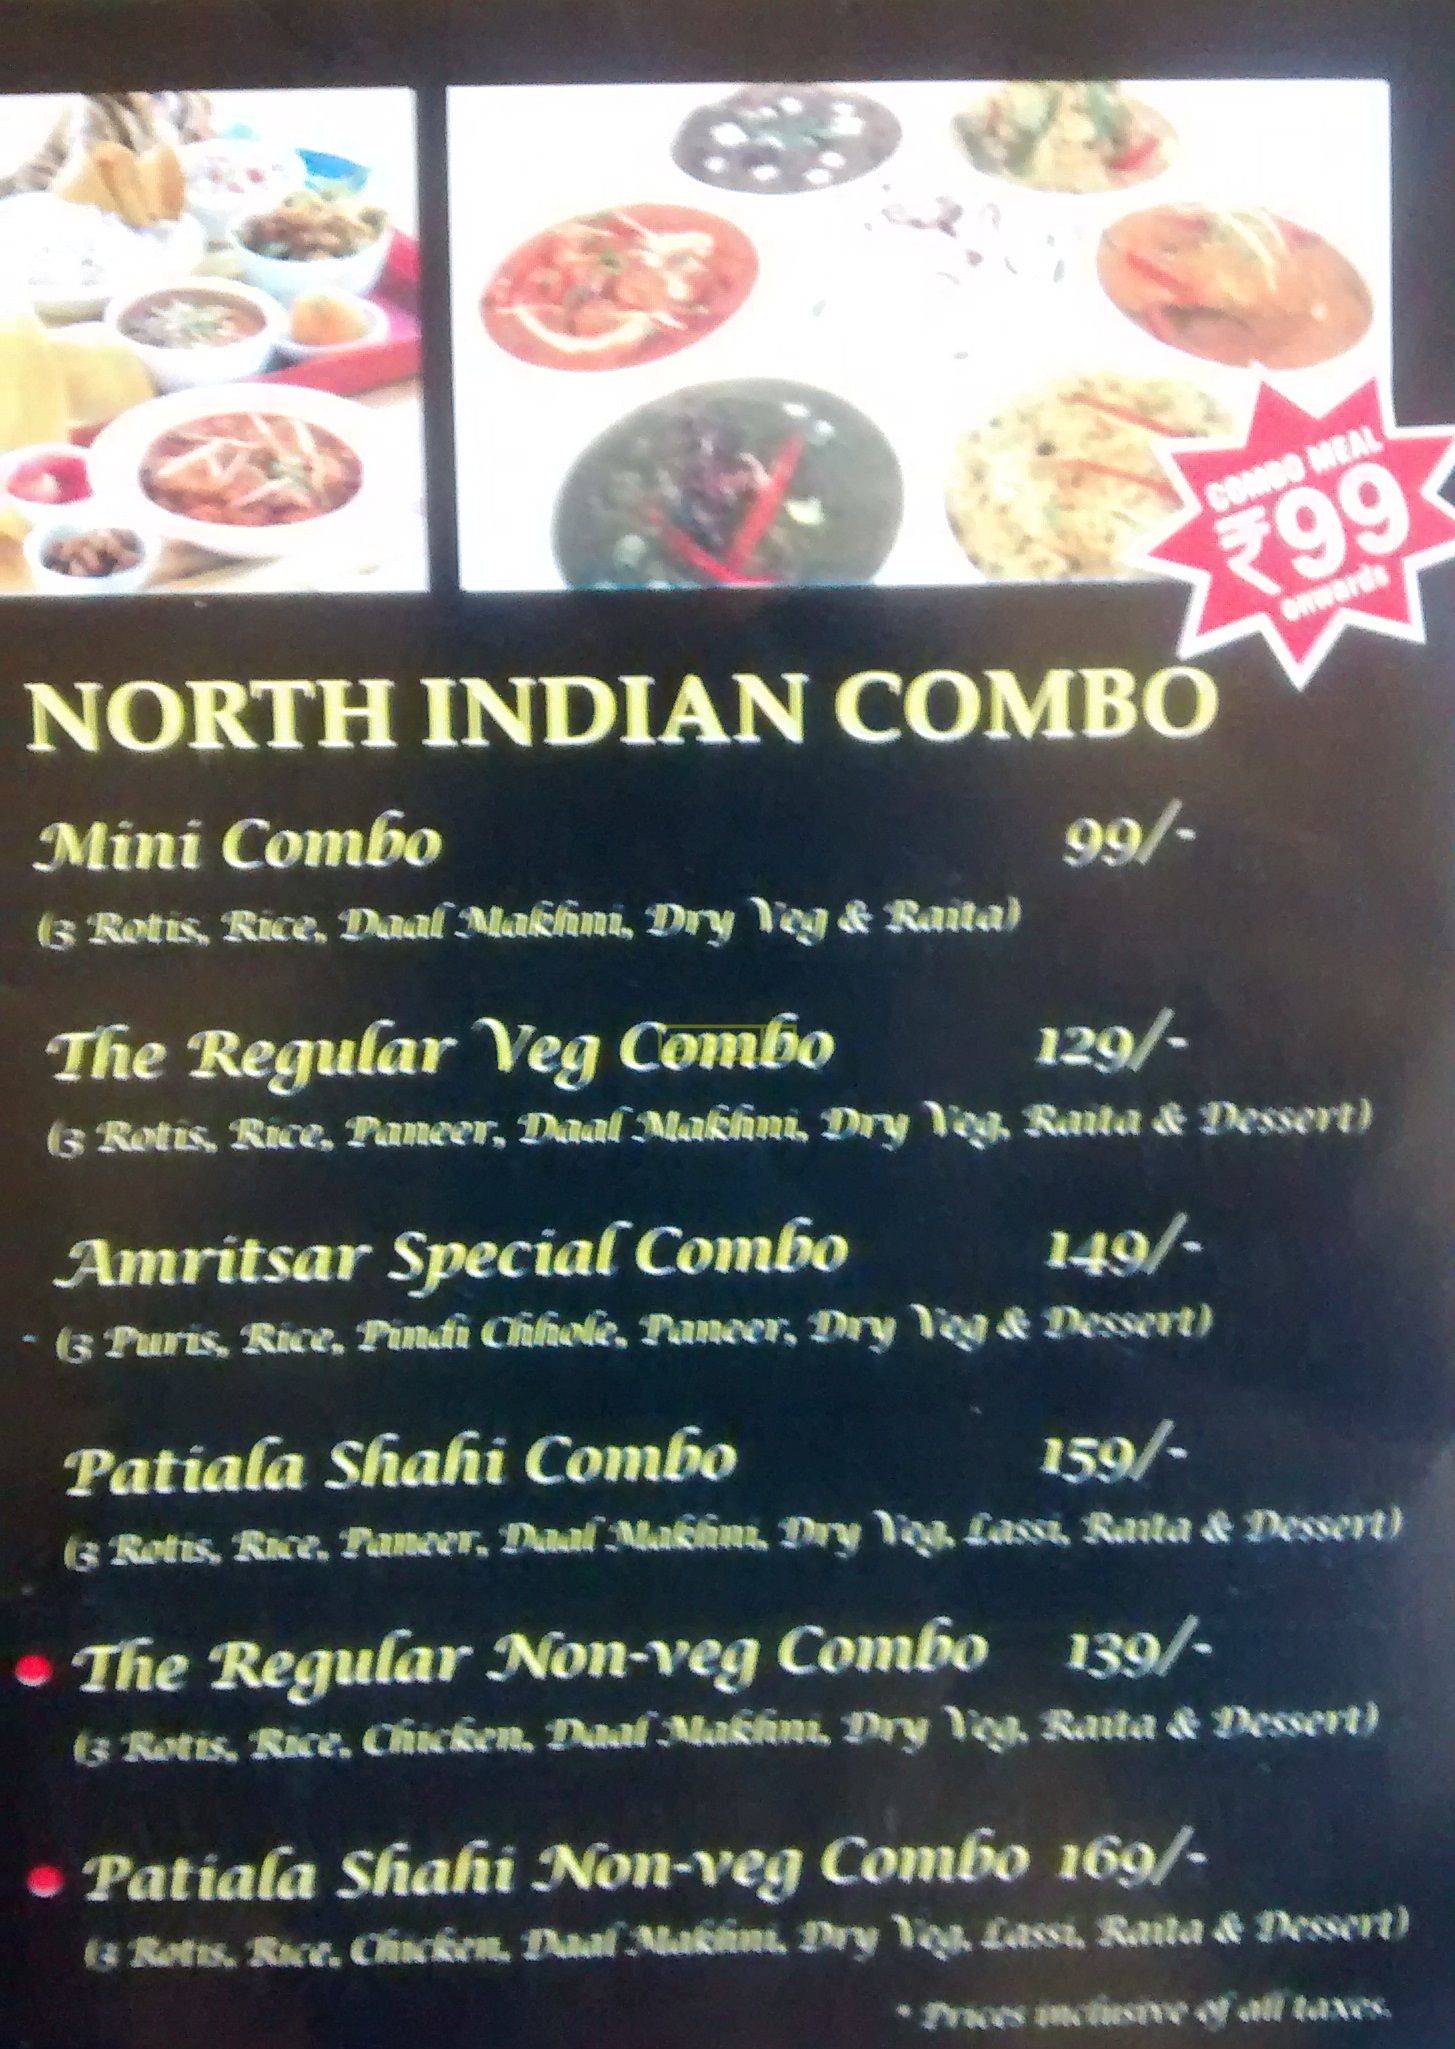 COMBO MEAL
₹99
onwards
NORTH INDIAN COMBO
Mini Combo 99/-
(3 Rotis, Rice, Daal Makhni, Dry Veg & Raita)
The Regular Veg Combo 129/-
(3 Rotis, Rice, Paneer, Daal Makhni, Dry Veg, Raita & Dessert)
Amritsar Special Combo 149/-
(3 Puris, Rice, Pindi Chhole, Paneer, Dry Veg & Dessert)
Patiala Shahi Combo 159/-
(3 Rotis, Rice, Paneer, Daal Makhni, Dry Veg, Lassi, Raita & Dessert)
The Regular Non-veg Combo 139/-
(3 Rotis, Rice, Chicken, Daal Makhni, Dry Veg, Raita & Dessert)
Patiala Shahi Non-veg Combo 169/-
(3 Rotis, Rice, Chicken, Daal Makhni, Dry Veg, Lassi, Raita & Dessert)
* Prices inclusive of all taxes.